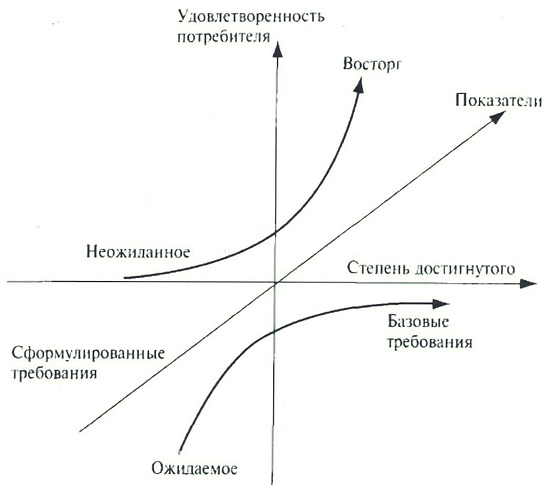 Удовлетворенность
потребителя
Восторг
Показатели
Неожиданное
Степень достигнутого
Базовые
требования
Сформулированные
требования
Ожидаемое